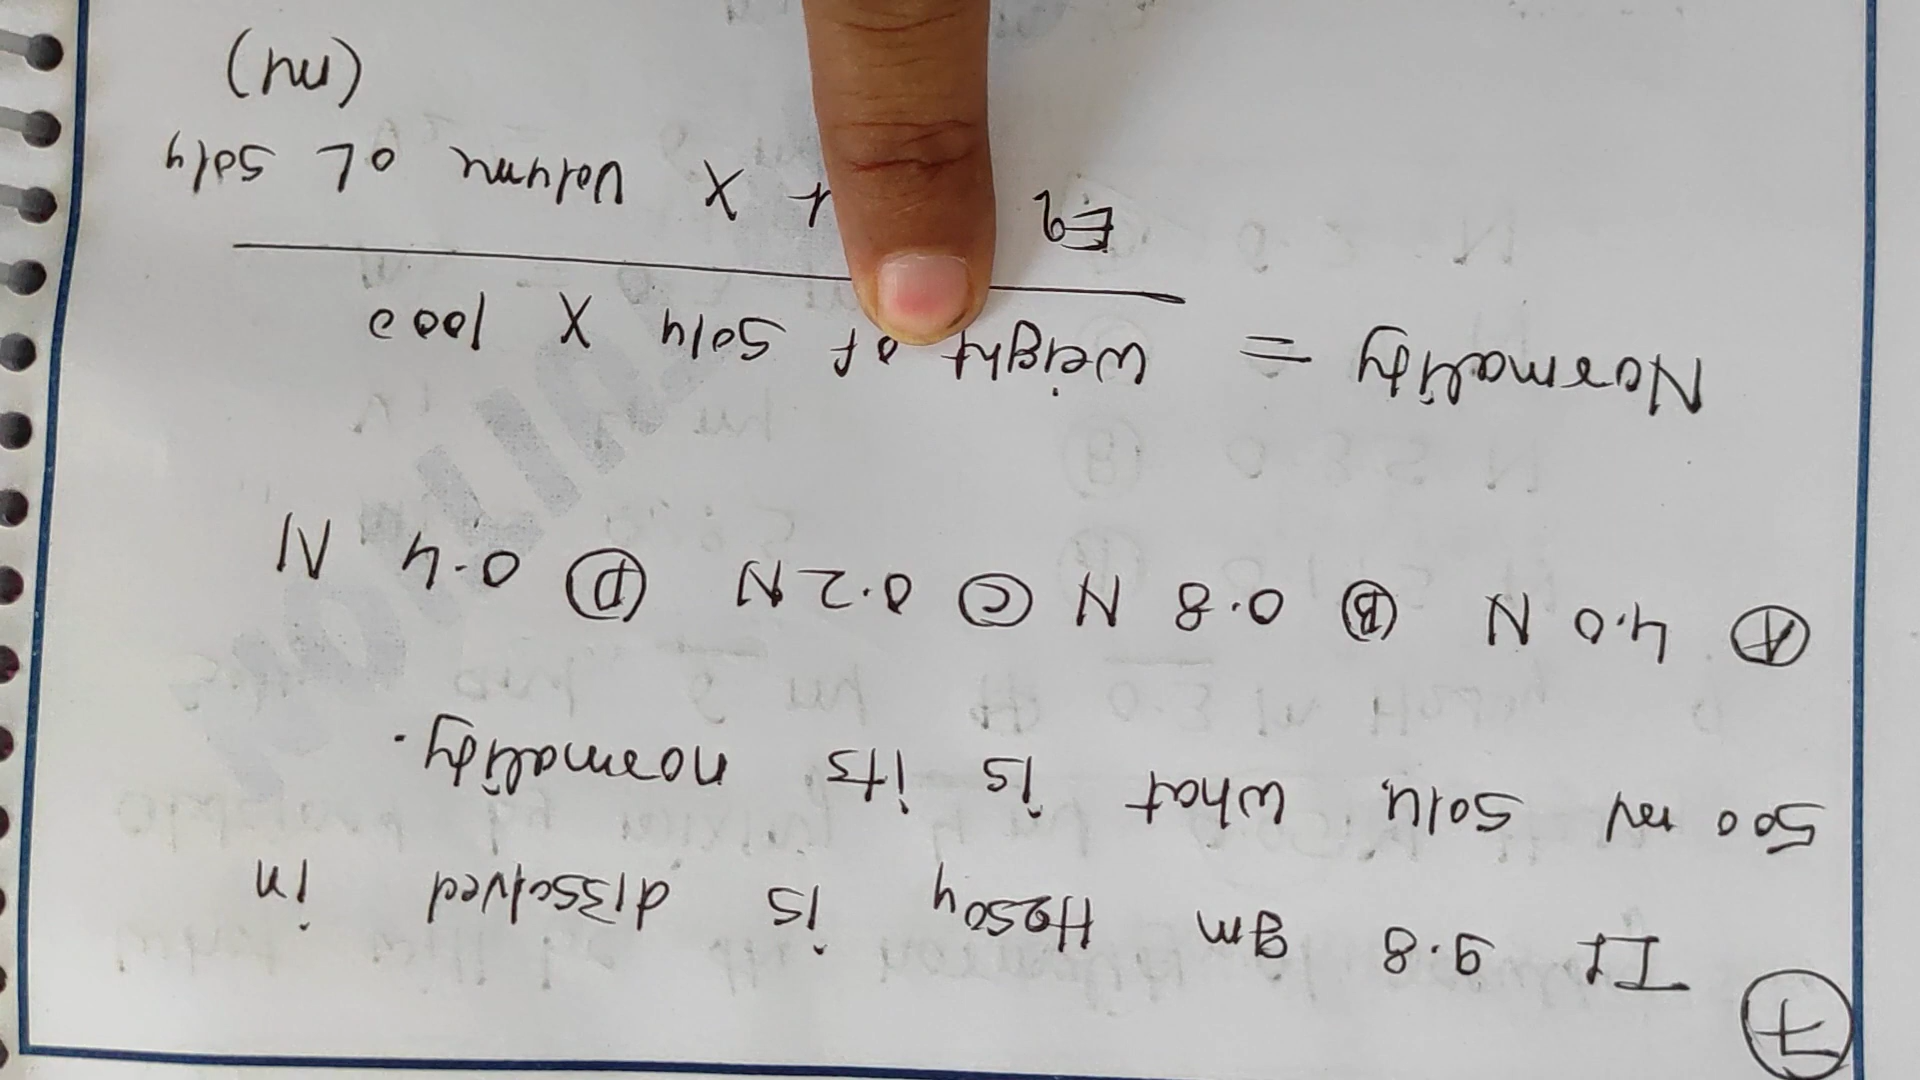 7 If 9.8 gm H2SO4 is dissolved in
500 ml soln, what is its normality.
A 4.0 N B 0.8 N C 0.2 N D 0.4 N
Normality = weight of soln X 1000
Eq X Volume of soln
(ml)